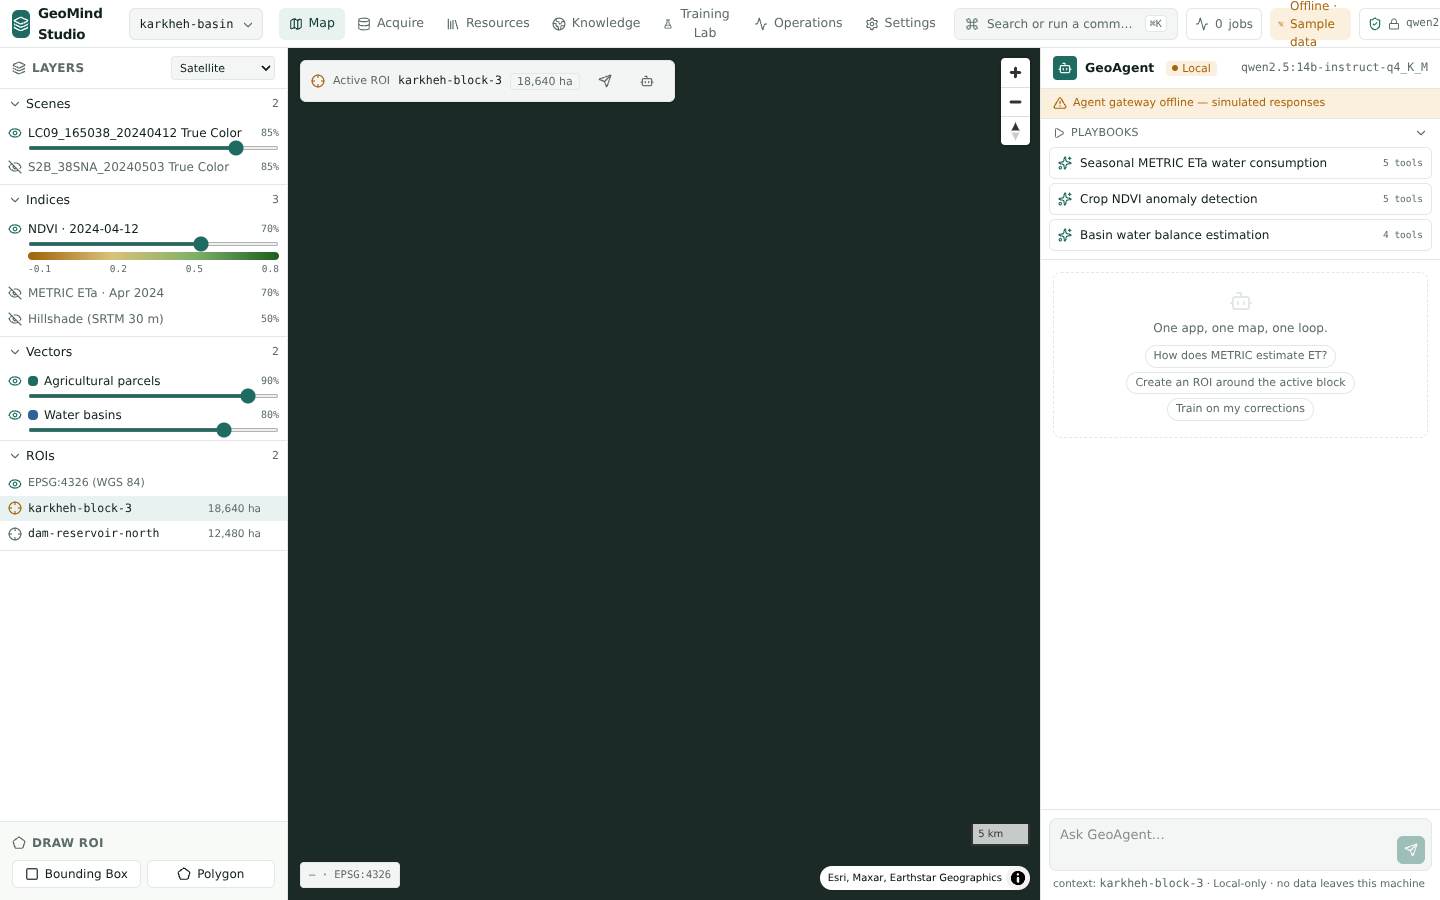 GeoMind
Studio
karkheh-basin
Map
Acquire
Resources
Knowledge
Training
Lab
Operations
Settings
Search or run a comm…
⌘K
0 jobs
Offline ·
Sample
data
qwen2
LAYERS
Satellite
Scenes
2
LC09_165038_20240412 True Color
85%
S2B_38SNA_20240503 True Color
85%
Indices
3
NDVI · 2024-04-12
70%
-0.1 0.2 0.5 0.8
METRIC ETa · Apr 2024
70%
Hillshade (SRTM 30 m)
50%
Vectors
2
Agricultural parcels
90%
Water basins
80%
ROIs
2
EPSG:4326 (WGS 84)
karkheh-block-3
18,640 ha
dam-reservoir-north
12,480 ha
DRAW ROI
Bounding Box
Polygon
Active ROI karkheh-block-3 18,640 ha
5 km
— · EPSG:4326
Esri, Maxar, Earthstar Geographics
GeoAgent
Local
qwen2.5:14b-instruct-q4_K_M
Agent gateway offline — simulated responses
PLAYBOOKS
Seasonal METRIC ETa water consumption
5 tools
Crop NDVI anomaly detection
5 tools
Basin water balance estimation
4 tools
One app, one map, one loop.
How does METRIC estimate ET?
Create an ROI around the active block
Train on my corrections
Ask GeoAgent…
context: karkheh-block-3 · Local-only · no data leaves this machine